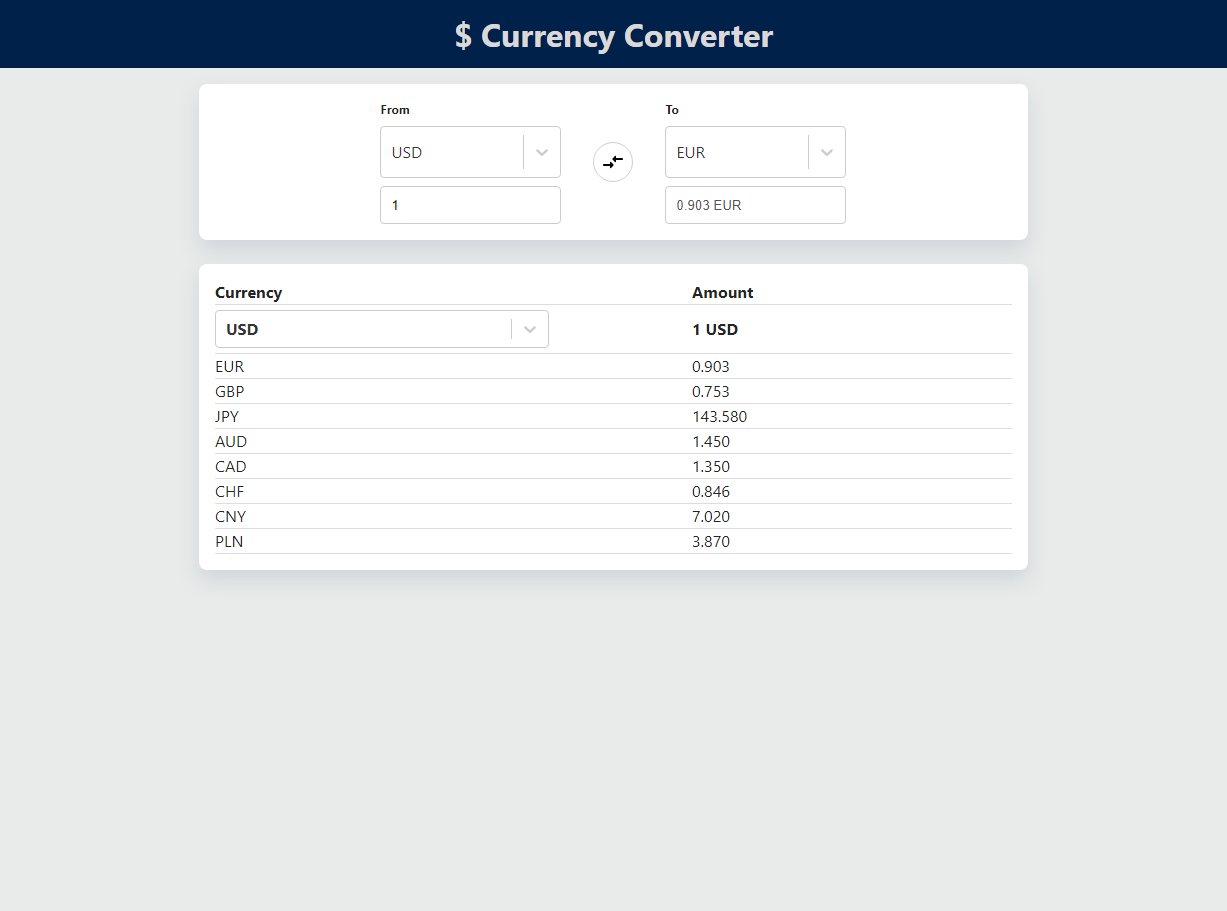 $ Currency Converter
From To
USD EUR
1 0.903 EUR
Currency Amount
USD 1 USD
EUR 0.903
GBP 0.753
JPY 143.580
AUD 1.450
CAD 1.350
CHF 0.846
CNY 7.020
PLN 3.870